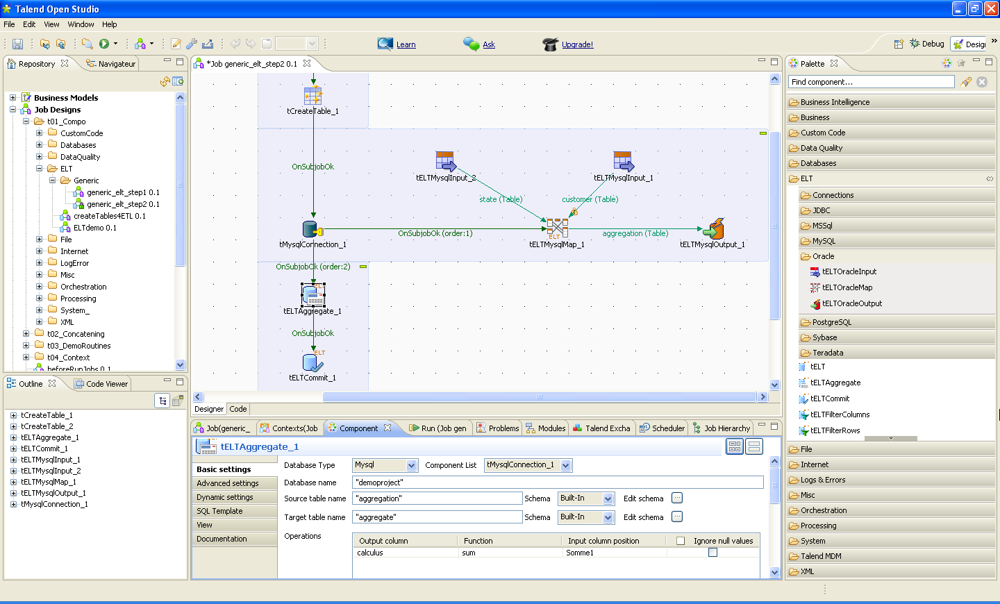 Talend Open Studio
File Edit View Window Help
Learn Ask Upgrade! Debug
Repository Navigateur
Business Models
Job Designs
t01_Compo
CustomCode
Databases
DataQuality
ELT
Generic
generic_elt_step1 0.1
generic_elt_step2 0.1
createTables4ETL 0.1
ELTdemo 0.1
File
Internet
LogError
Misc
Orchestration
Processing
System_
XML
t02_Concatening
t03_DemoRoutines
t04_Context
beforeRunJobs 0.1
Outline Code Viewer
tCreateTable_1
tCreateTable_2
tELTAggregate_1
tELTCommit_1
tELTMysqlInput_1
tELTMysqlInput_2
tELTMysqlMap_1
tELTMysqlOutput_1
tMysqlConnection_1
*Job generic_elt_step2 0.1
tCreateTable_1
OnSubjobOk
tELTMysqlInput_2
tELTMysqlInput_1
state (Table)
customer (Table)
tMysqlConnection_1
OnSubjobOk (order:1)
ELT
tELTMysqlMap_1
aggregation (Table)
tELTMysqlOutput_1
OnSubjobOk (order:2)
tELTAggregate_1
OnSubjobOk
ELT
tELTCommit_1
Designer Code
Job(generic_ Contexts(Job Component Run (Job gen Problems Modules Talend Excha Scheduler Job Hierarchy
tELTAggregate_1
Basic settings
Advanced settings
Dynamic settings
SQL Template
View
Documentation
Database Type Mysql Component List tMysqlConnection_1
Database name "demoproject"
Source table name "aggregation" Schema Built-In Edit schema
Target table name "aggregate" Schema Built-In Edit schema
Operations
Output column Function Input column position Ignore null values
calculus sum Somme1
Palette
Find component...
Business Intelligence
Business
Custom Code
Data Quality
Databases
ELT
Connections
JDBC
MSSql
MySQL
Oracle
tELTOracleInput
tELTOracleMap
tELTOracleOutput
PostgreSQL
Sybase
Teradata
tELT
tELTAggregate
tELTCommit
tELTFilterColumns
tELTFilterRows
File
Internet
Logs & Errors
Misc
Orchestration
Processing
System
Talend MDM
XML